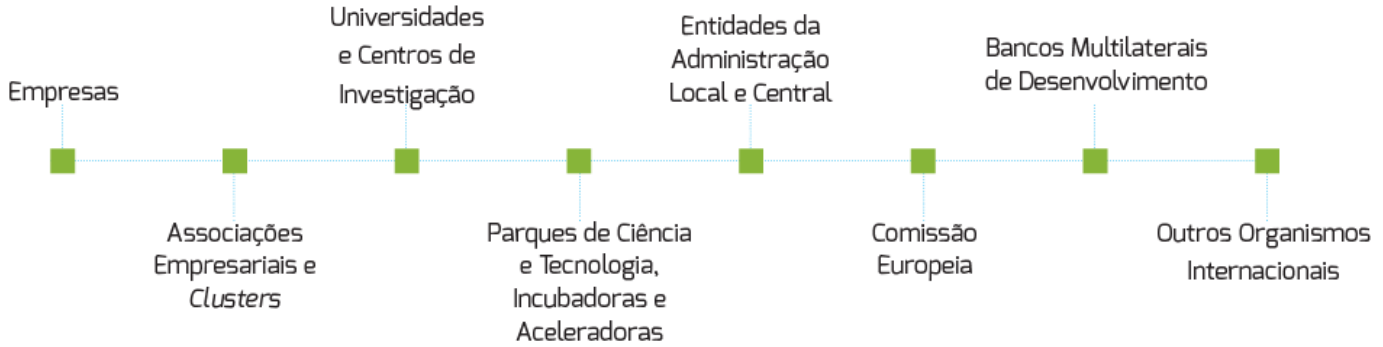 Empresas
Associações
Empresariais e
Clusters
Universidades
e Centros de
Investigação
Parques de Ciência
e Tecnologia,
Incubadoras e
Aceleradoras
Entidades da
Administração
Local e Central
Comissão
Europeia
Bancos Multilaterais
de Desenvolvimento
Outros Organismos
Internacionais